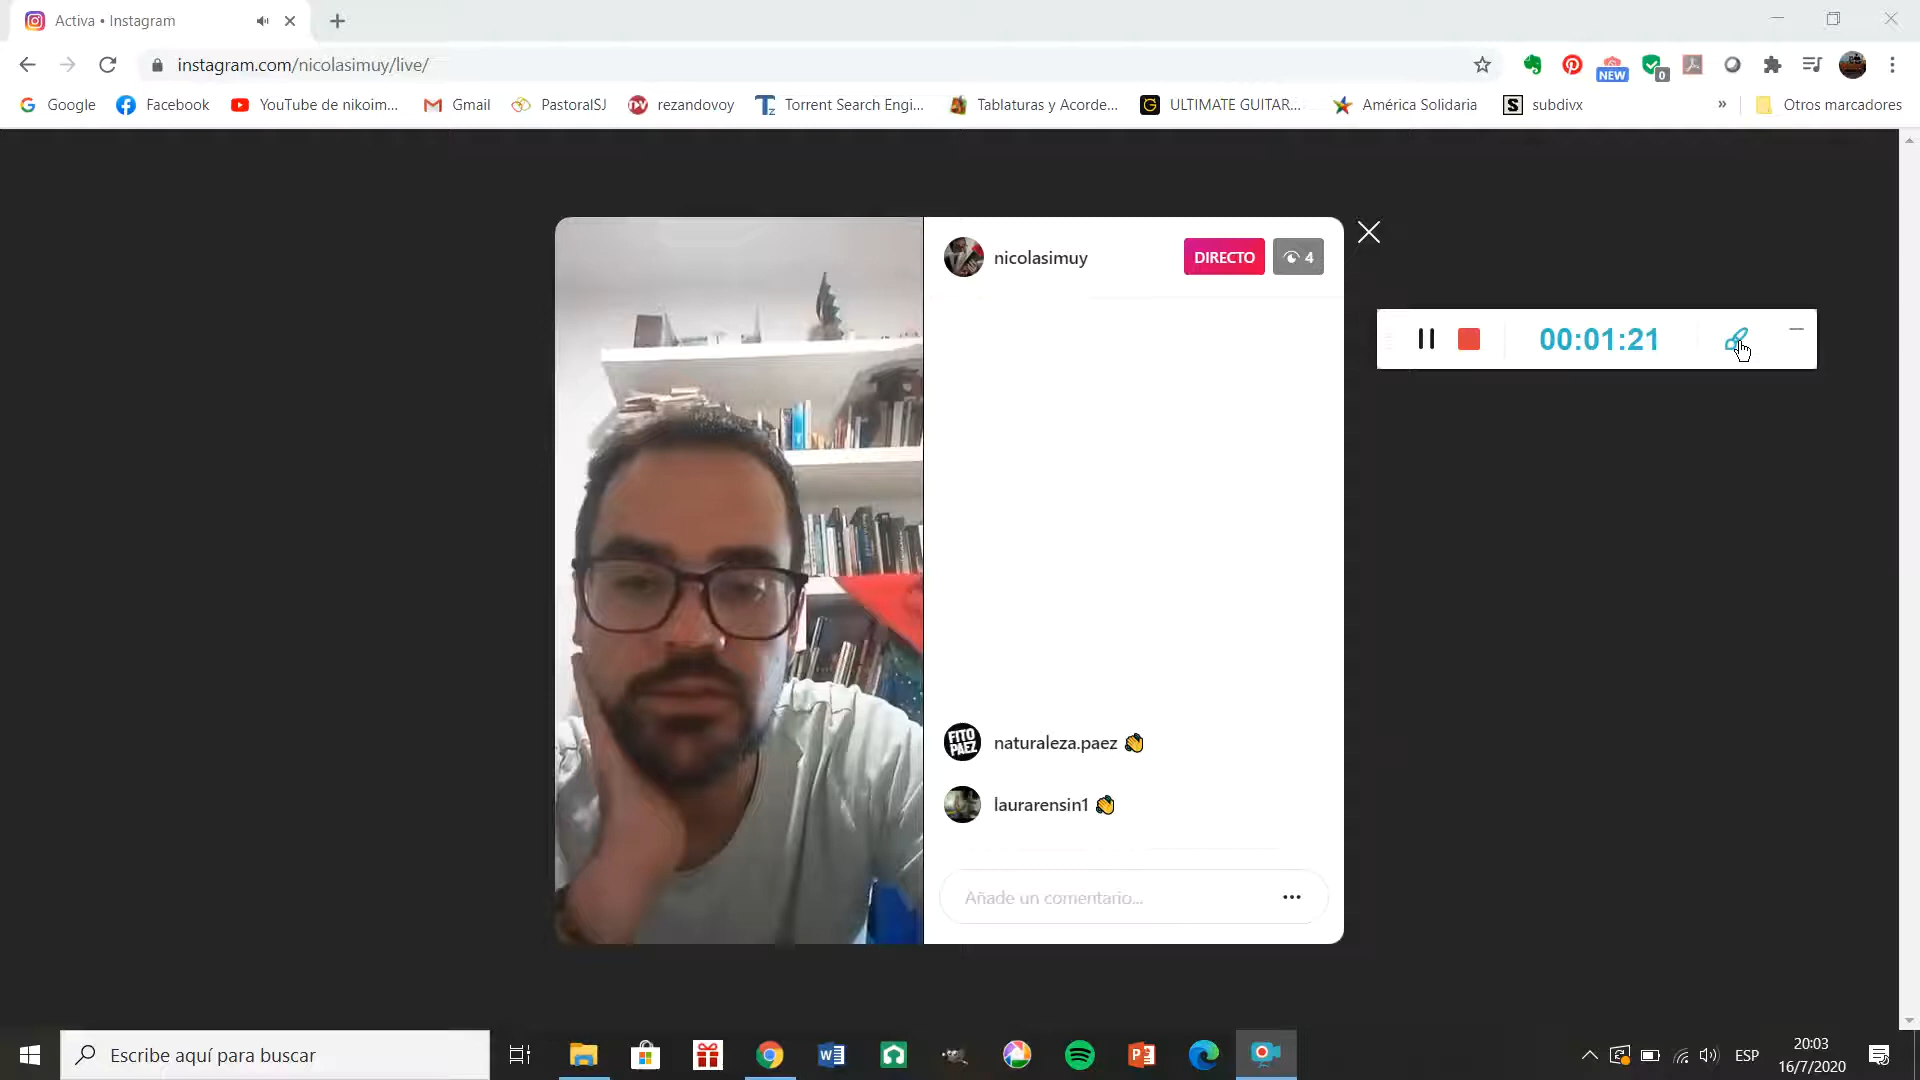 Activa • Instagram
instagram.com/nicolasimuy/live/
NEW
0
Google
Facebook
YouTube de nikoim...
Gmail
PastoralSJ
rezandovoy
Torrent Search Engi...
Tablaturas y Acorde...
ULTIMATE GUITAR...
América Solidaria
subdivx
»
Otros marcadores
nicolasimuy
DIRECTO
4
00:01:21
FITO PAEZ
naturaleza.paez 👏
laurarensin1 👏
Añade un comentario...
Escribe aquí para buscar
ESP
20:03
16/7/2020